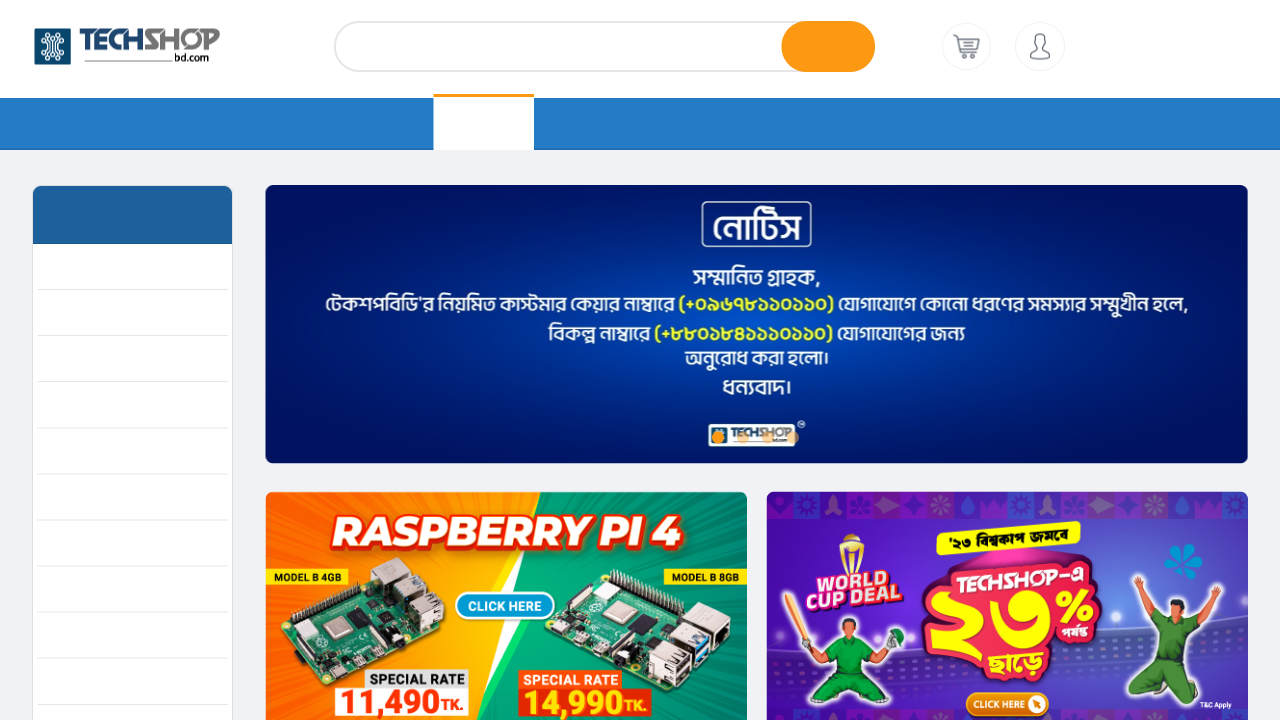 TECHSHOP
bd.com
নোটিস
সম্মানিত গ্রাহক,
টেকশপবিডি'র নিয়মিত কাস্টমার কেয়ার নাম্বারে (+০৯৬৭৮১১০১১০) যোগাযোগে কোনো ধরণের সমস্যার সম্মুখীন হলে,
বিকল্প নাম্বারে (+৮৮০১৮৪১১১০১১০) যোগাযোগের জন্য
অনুরোধ করা হলো।
ধন্যবাদ।
TECHSHOP
bd.com
RASPBERRY PI 4
MODEL B 4GB
MODEL B 8GB
CLICK HERE
SPECIAL RATE
11,490TK.
SPECIAL RATE
14,990TK.
'২৩ বিশ্বকাপ জমবে
WORLD
CUP DEAL
TECHSHOP-এ
২৩%
পর্যন্ত
ছাড়ে
CLICK HERE
T&C Apply